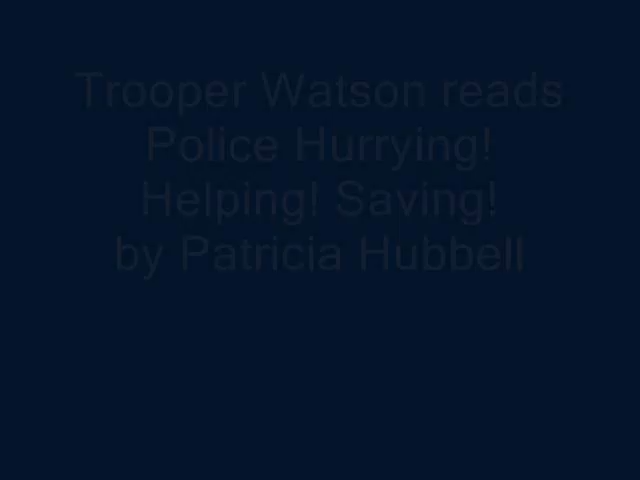 Trooper Watson reads
Police Hurrying!
Helping! Saving!
by Patricia Hubbell